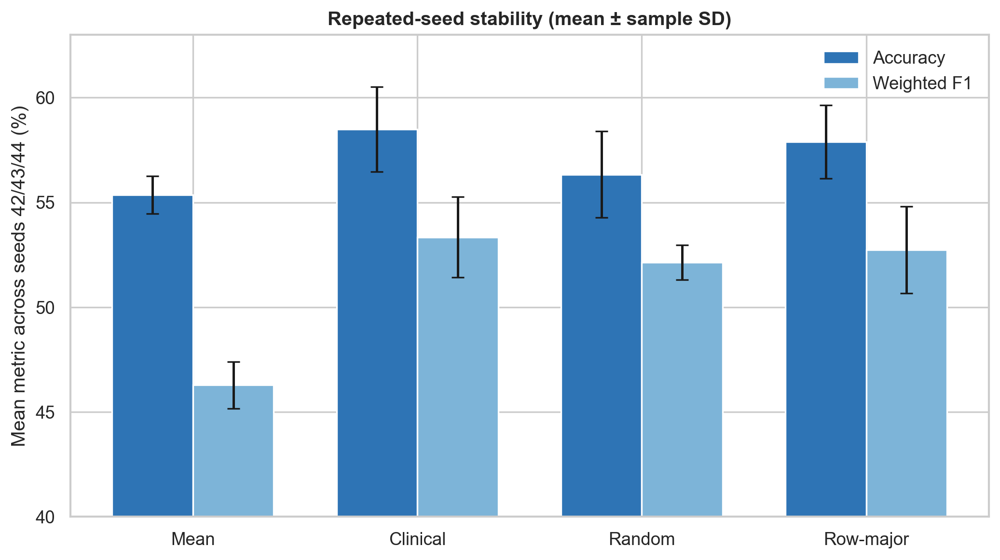 Repeated-seed stability (mean ± sample SD)
Accuracy
Weighted F1
Mean metric across seeds 42/43/44 (%)
60
55
50
45
40
Mean
Clinical
Random
Row-major